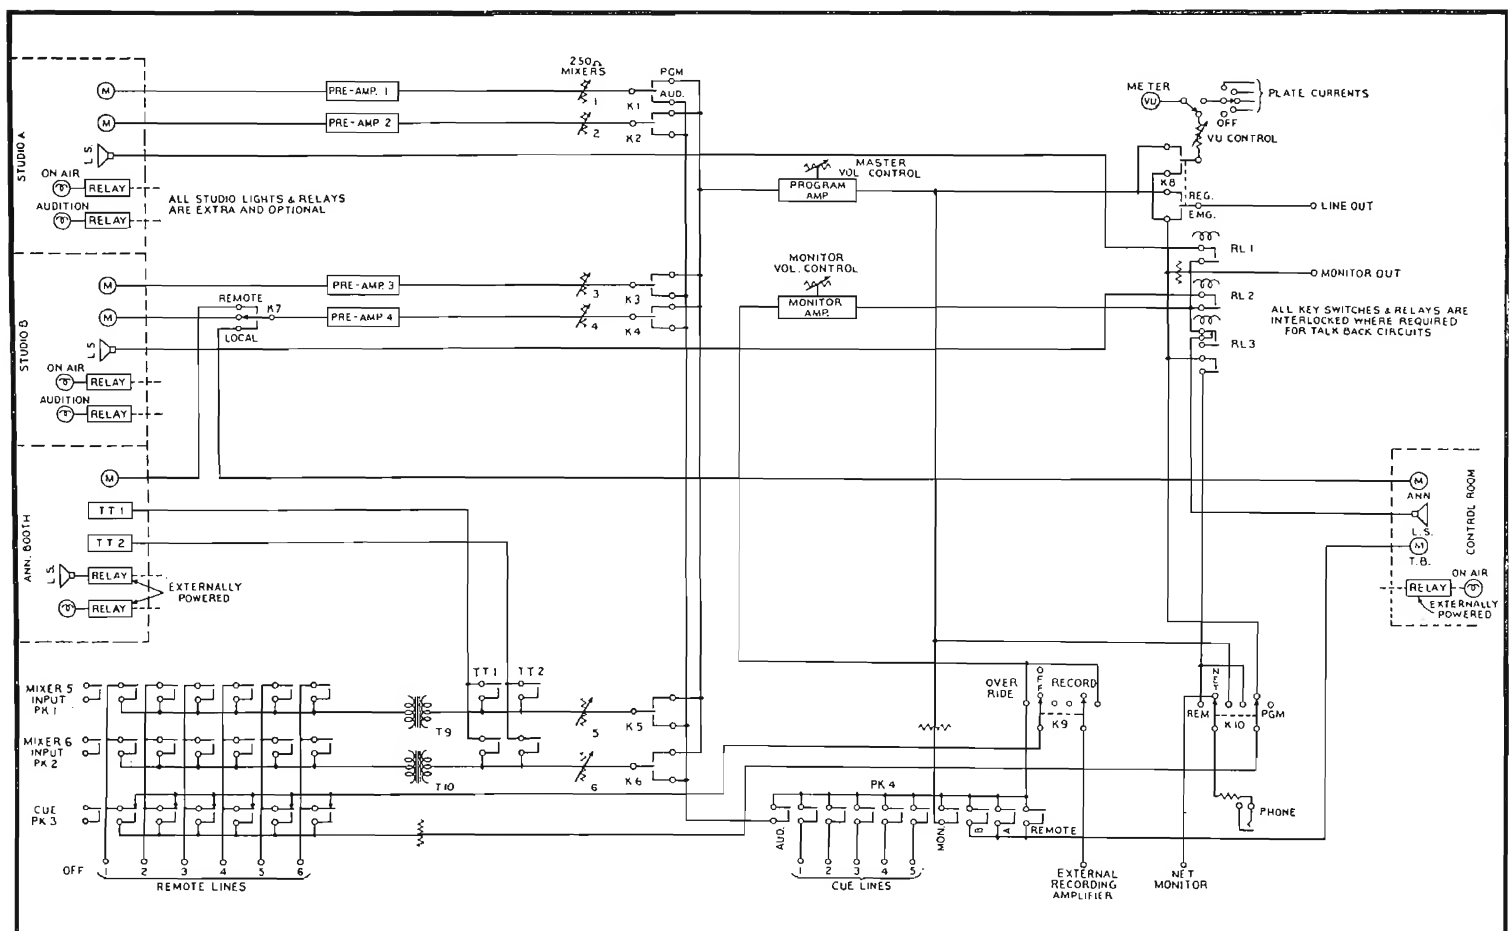 STUDIO A
M
PRE-AMP. 1
250Ω
MIXERS
1
K1
PGM
AUD.
M
PRE-AMP 2
2
K2
L.S.
ON AIR
RELAY
AUDITION
RELAY
ALL STUDIO LIGHTS & RELAYS
ARE EXTRA AND OPTIONAL
MASTER
VOL CONTROL
PROGRAM
AMP
METER
VU
PLATE CURRENTS
OFF
VU CONTROL
K8
REG.
EMG.
LINE OUT
RL 1
MONITOR OUT
RL 2
RL 3
ALL KEY SWITCHES & RELAYS ARE
INTERLOCKED WHERE REQUIRED
FOR TALK BACK CIRCUITS
STUDIO B
M
PRE-AMP. 3
3
K3
REMOTE
K7
M
LOCAL
PRE-AMP 4
4
K4
MONITOR
VOL. CONTROL
MONITOR
AMP.
L.S.
ON AIR
RELAY
AUDITION
RELAY
ANN. BOOTH
M
TT 1
TT 2
L.S.
RELAY
RELAY
EXTERNALLY
POWERED
CONTROL ROOM
M
ANN
L.S.
M
T.B.
ON AIR
RELAY
EXTERNALLY
POWERED
MIXER 5
INPUT
PK 1
TT 1
TT 2
T9
5
K5
MIXER 6
INPUT
PK 2
T10
6
K6
CUE
PK 3
OFF
1 2 3 4 5 6
REMOTE LINES
OVER
RIDE
OFF
RECORD
K9
REM
NET
K10
PGM
PHONE
PK 4
AUD.
MON.
B
A
REMOTE
1 2 3 4 5
CUE LINES
EXTERNAL
RECORDING
AMPLIFIER
NET
MONITOR